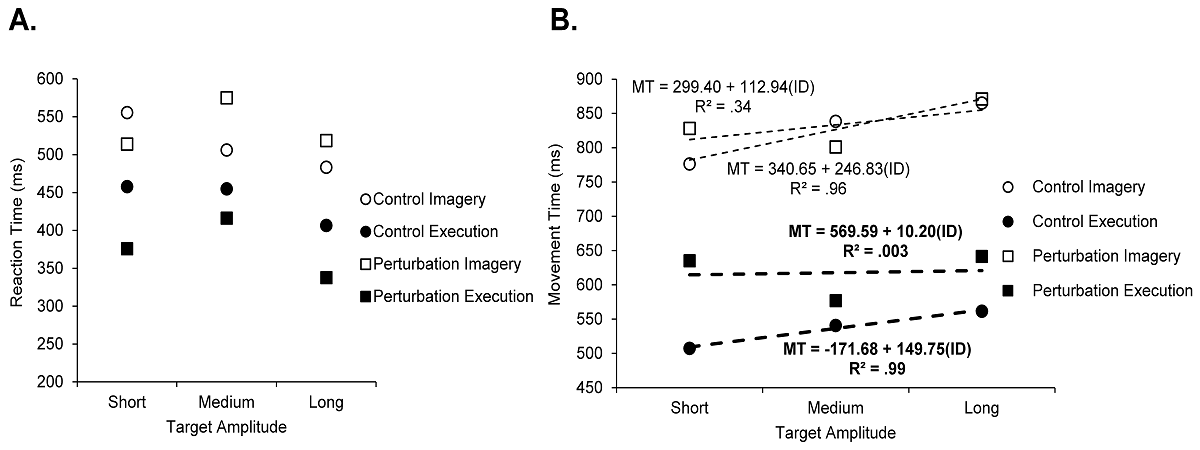 A.
600
550
500
450
400
350
300
250
200
Reaction Time (ms)
Short Medium Long
Target Amplitude
Control Imagery
Control Execution
Perturbation Imagery
Perturbation Execution
B.
900
850
800
750
700
650
600
550
500
450
Movement Time (ms)
MT = 299.40 + 112.94(ID)
R² = .34
MT = 340.65 + 246.83(ID)
R² = .96
MT = 569.59 + 10.20(ID)
R² = .003
MT = -171.68 + 149.75(ID)
R² = .99
Short Medium Long
Target Amplitude
Control Imagery
Control Execution
Perturbation Imagery
Perturbation Execution